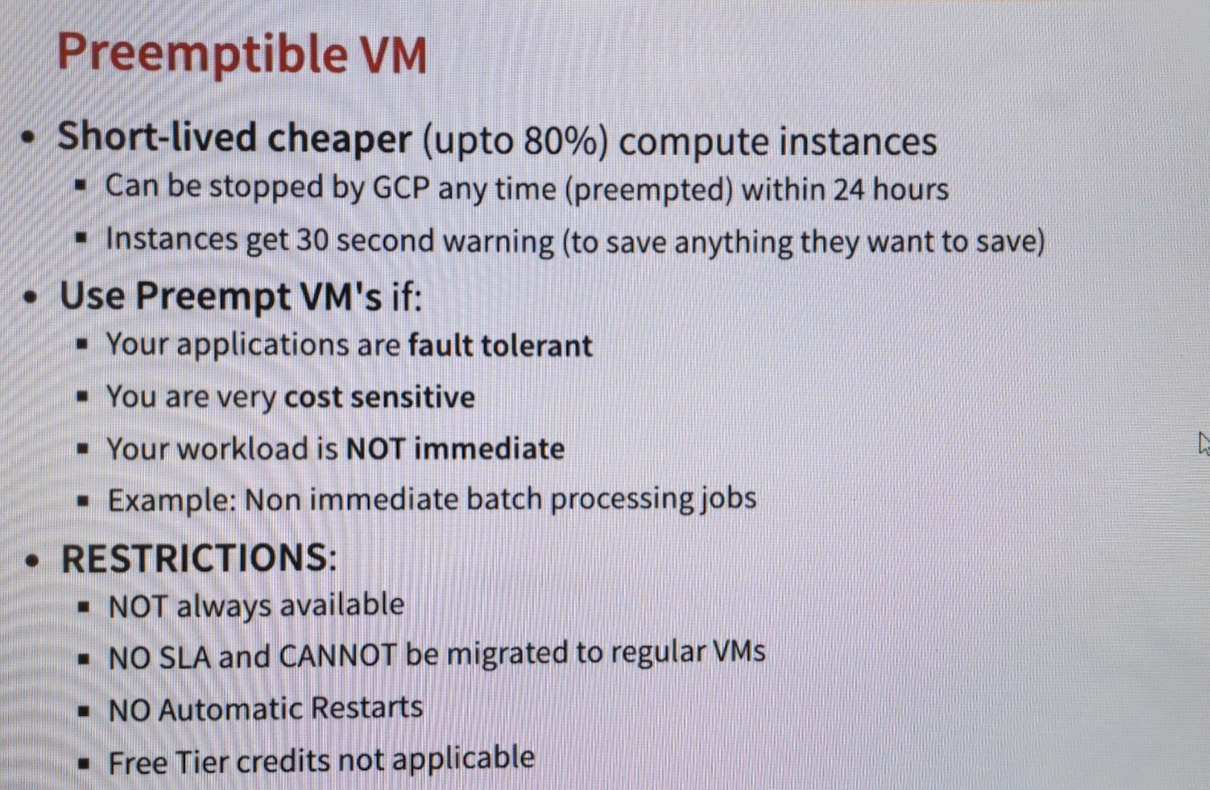 Preemptible VM
• Short-lived cheaper (upto 80%) compute instances
▪ Can be stopped by GCP any time (preempted) within 24 hours
▪ Instances get 30 second warning (to save anything they want to save)
• Use Preempt VM's if:
▪ Your applications are fault tolerant
▪ You are very cost sensitive
▪ Your workload is NOT immediate
▪ Example: Non immediate batch processing jobs
• RESTRICTIONS:
▪ NOT always available
▪ NO SLA and CANNOT be migrated to regular VMs
▪ NO Automatic Restarts
▪ Free Tier credits not applicable